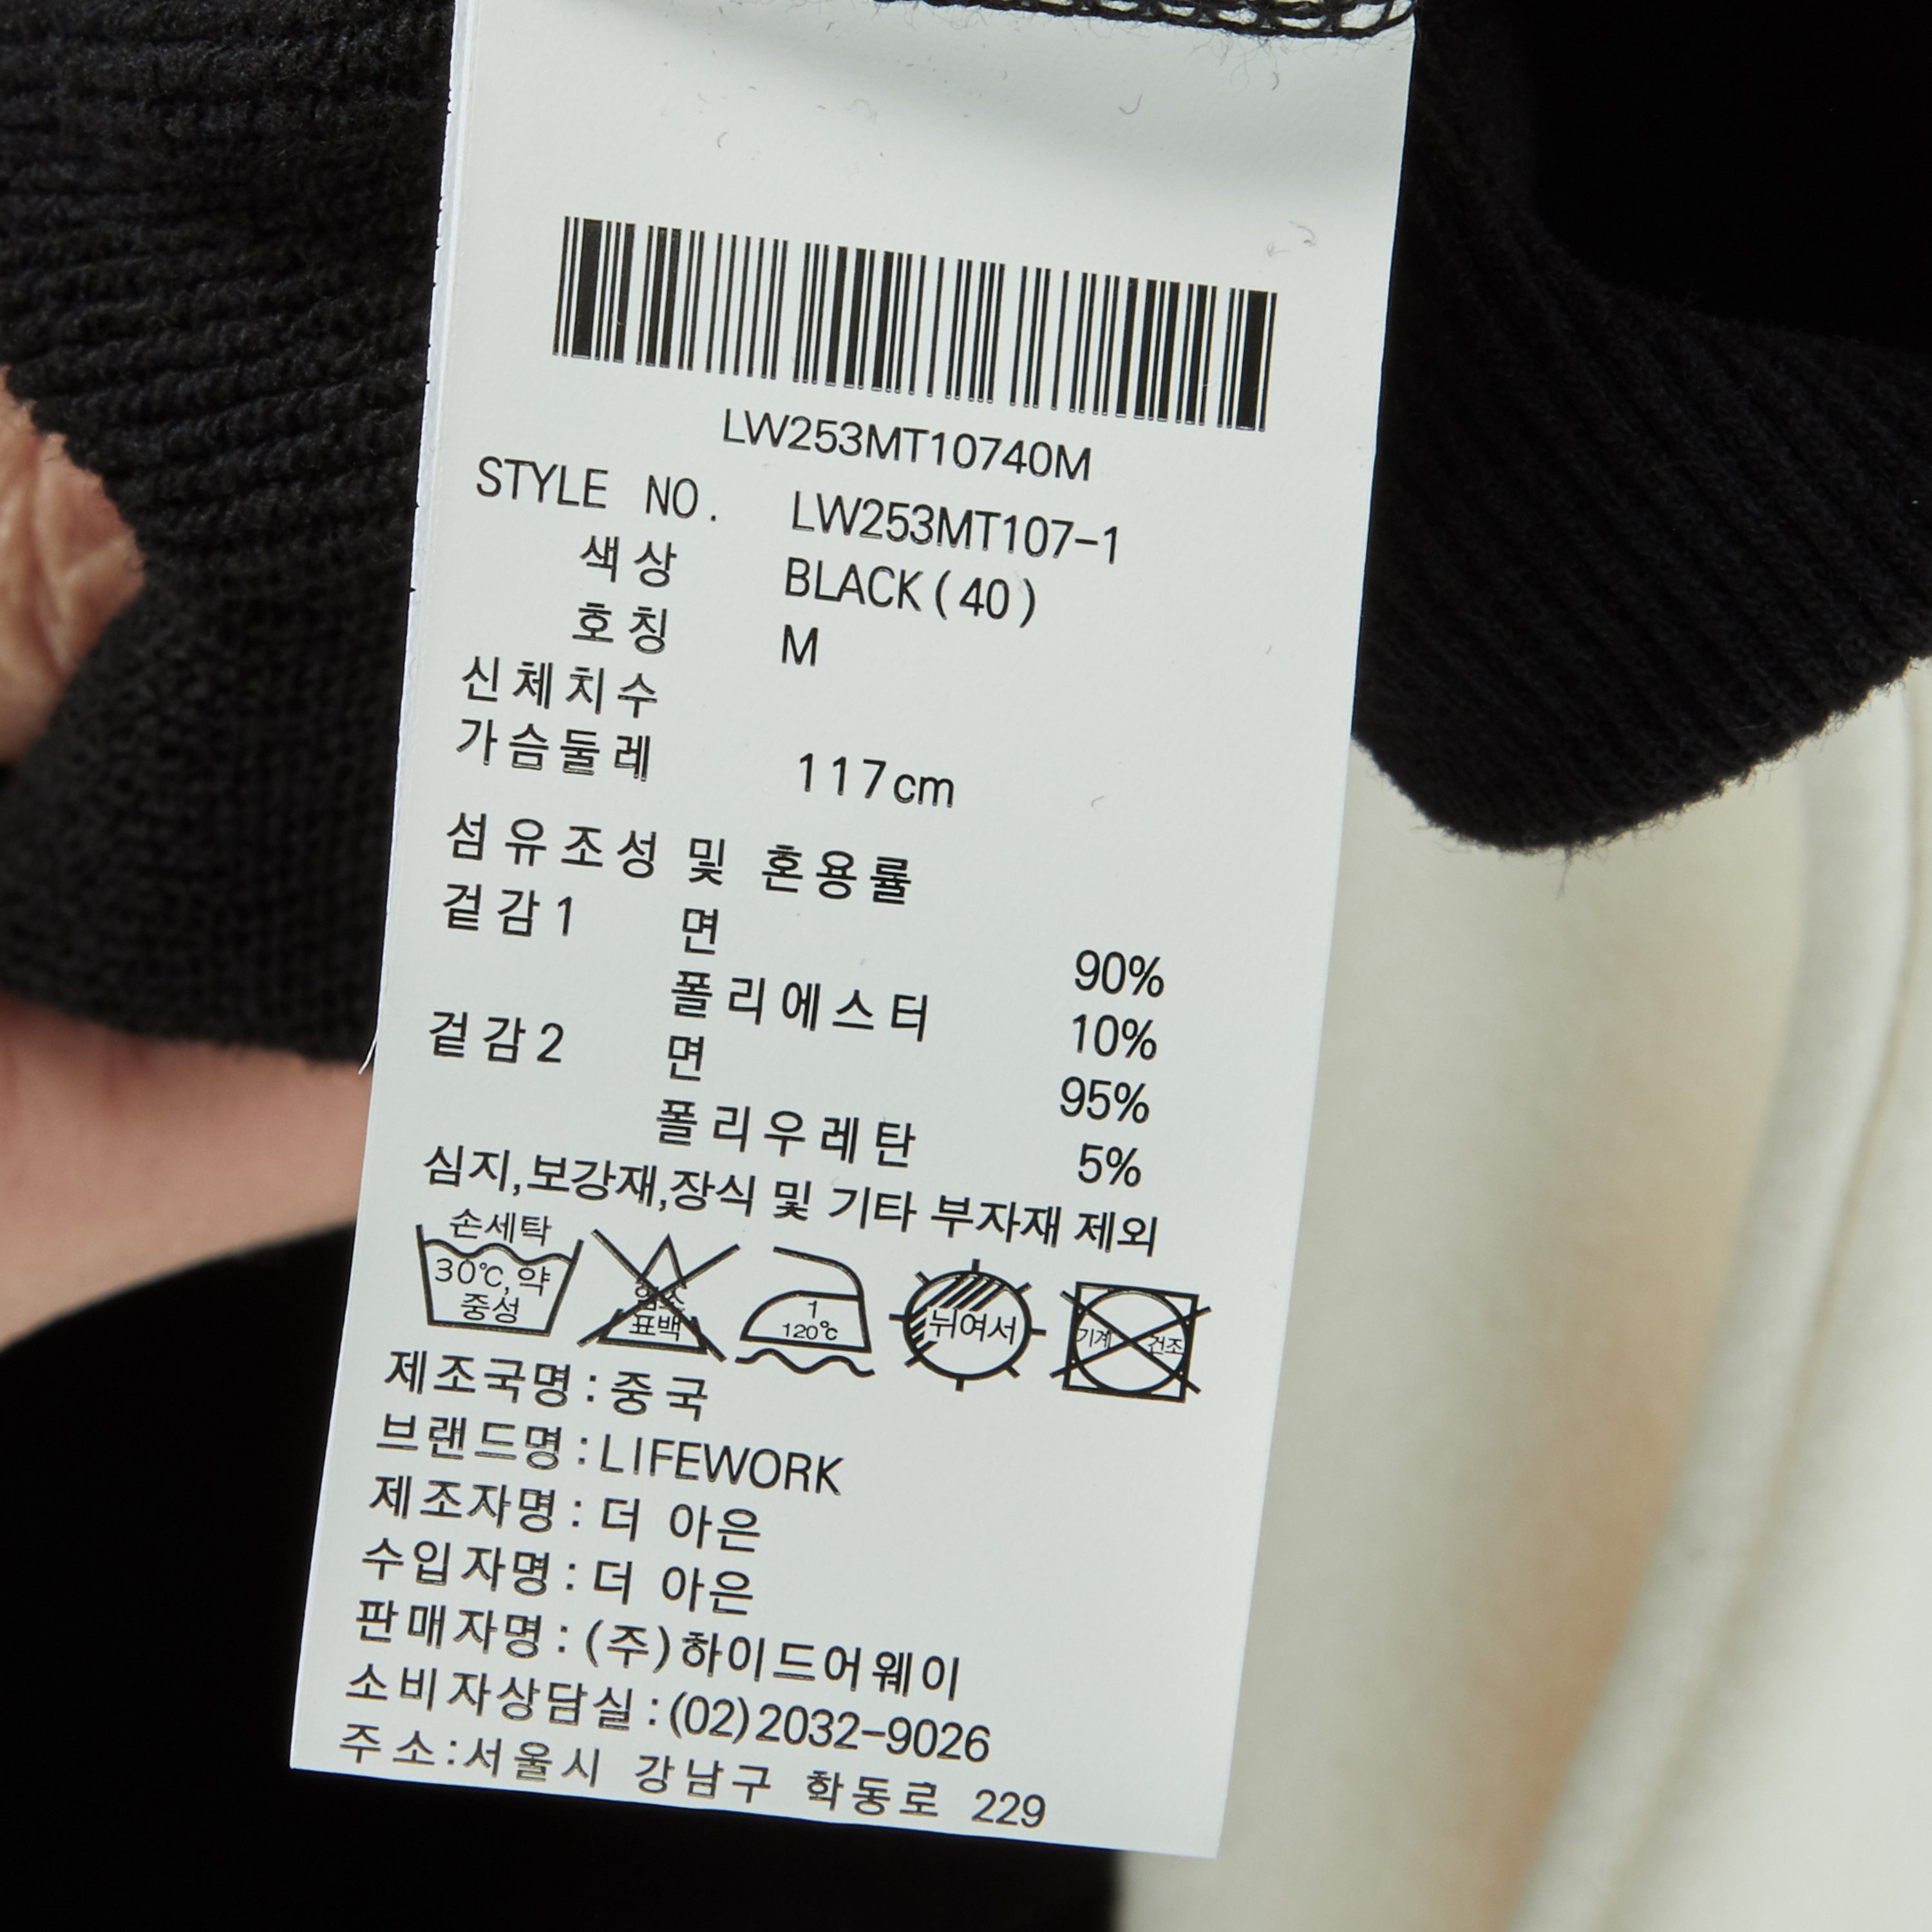 LW253MT10740M
STYLE NO. LW253MT107-1
색상 BLACK(40)
호칭 M
신체치수
가슴둘레 117cm
섬유조성 및 혼용률
겉감1 면 90%
폴리에스터 10%
겉감2 면 95%
폴리우레탄 5%
심지,보강재,장식 및 기타 부자재 제외
손세탁
30℃,약
중성
염소
표백
1
120℃
뉘여서
기계 건조
제조국명:중국
브랜드명:LIFEWORK
제조자명:더 아은
수입자명:더 아은
판매자명:(주)하이드어웨이
소비자상담실:(02)2032-9026
주소:서울시 강남구 학동로 229